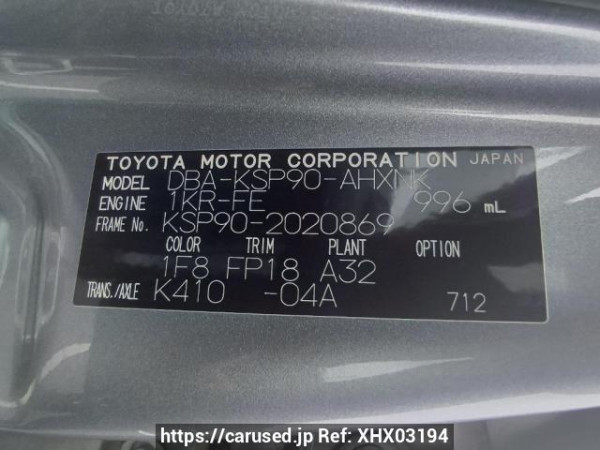 TOYOTA MOTOR CORPORATION JAPAN
MODEL DBA-KSP90-AHXNK
ENGINE 1KR-FE 996 mL
FRAME No. KSP90-2020869
COLOR TRIM PLANT OPTION
1F8 FP18 A32
TRANS./AXLE K410 -04A 712
https://carused.jp Ref: XHX03194